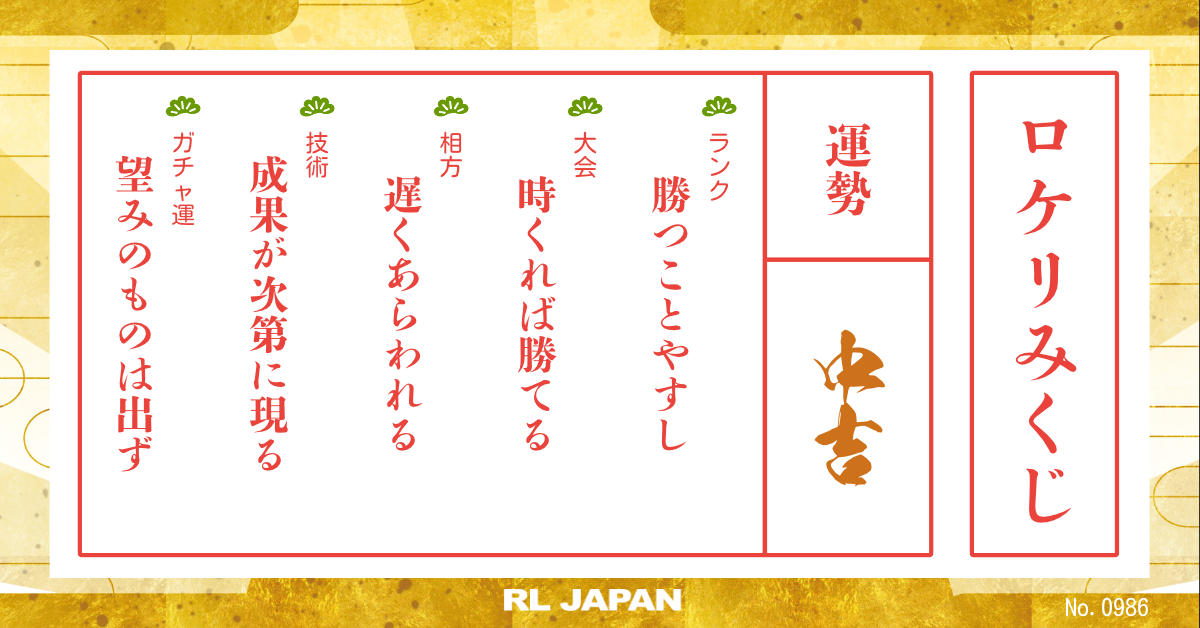 ロケリみくじ
運勢
中吉
ランク
勝つことやすし
大会
時くれば勝てる
相方
遅くあらわれる
技術
成果が次第に現る
ガチャ運
望みのものは出ず
RL JAPAN
No. 0986